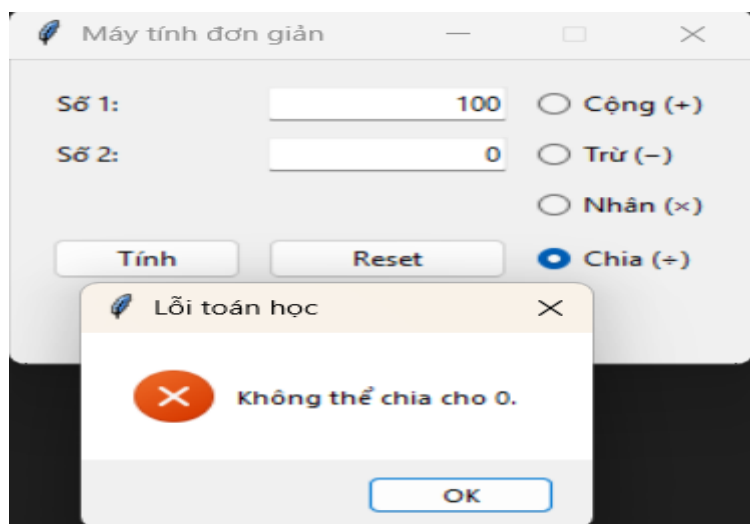 Máy tính đơn giản
Số 1: 100 Cộng (+)
Số 2: 0 Trừ (−)
Nhân (×)
Tính Reset Chia (÷)
Lỗi toán học
Không thể chia cho 0.
OK